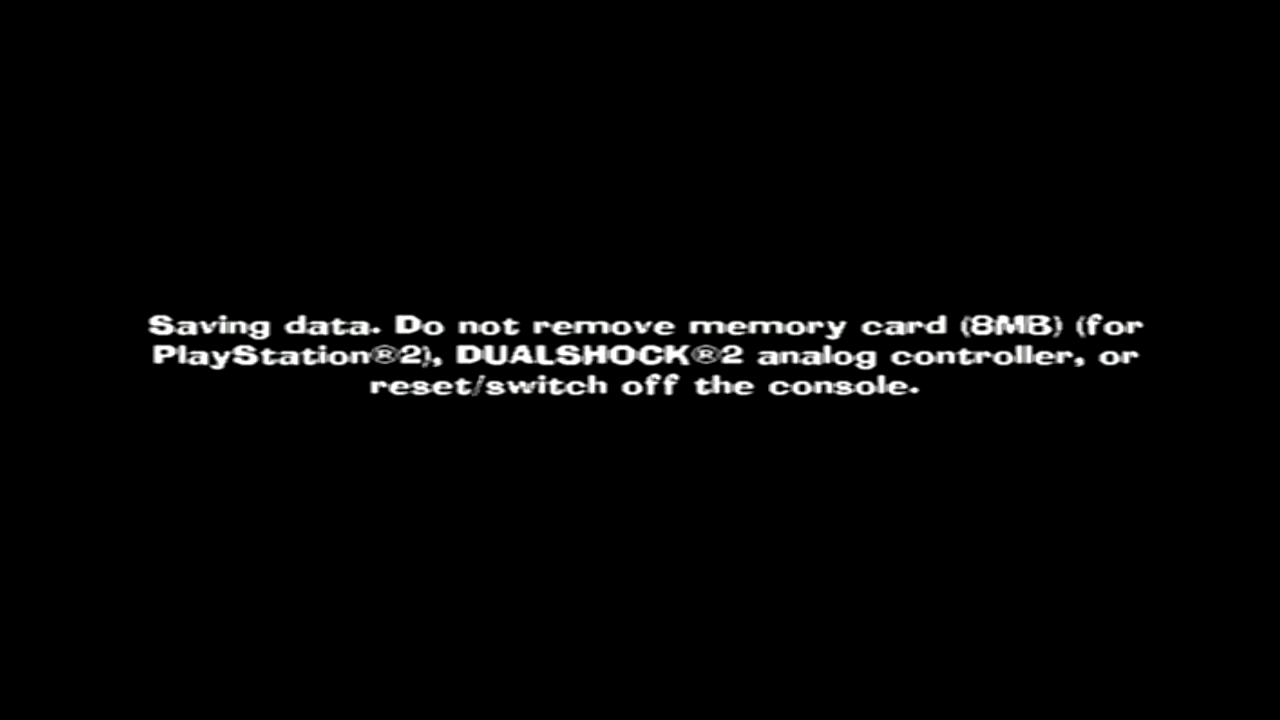 Saving data. Do not remove memory card (8MB) (for
PlayStation®2), DUALSHOCK®2 analog controller, or
reset/switch off the console.